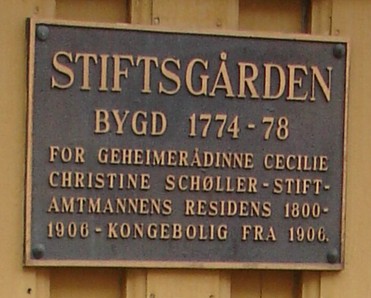 STIFTSGÅRDEN
BYGD 1774-78
FOR GEHEIMERÅDINNE CECILIE
CHRISTINE SCHØLLER-STIFT-
AMTMANNENS RESIDENS 1800-
1906-KONGEBOLIG FRA 1906.